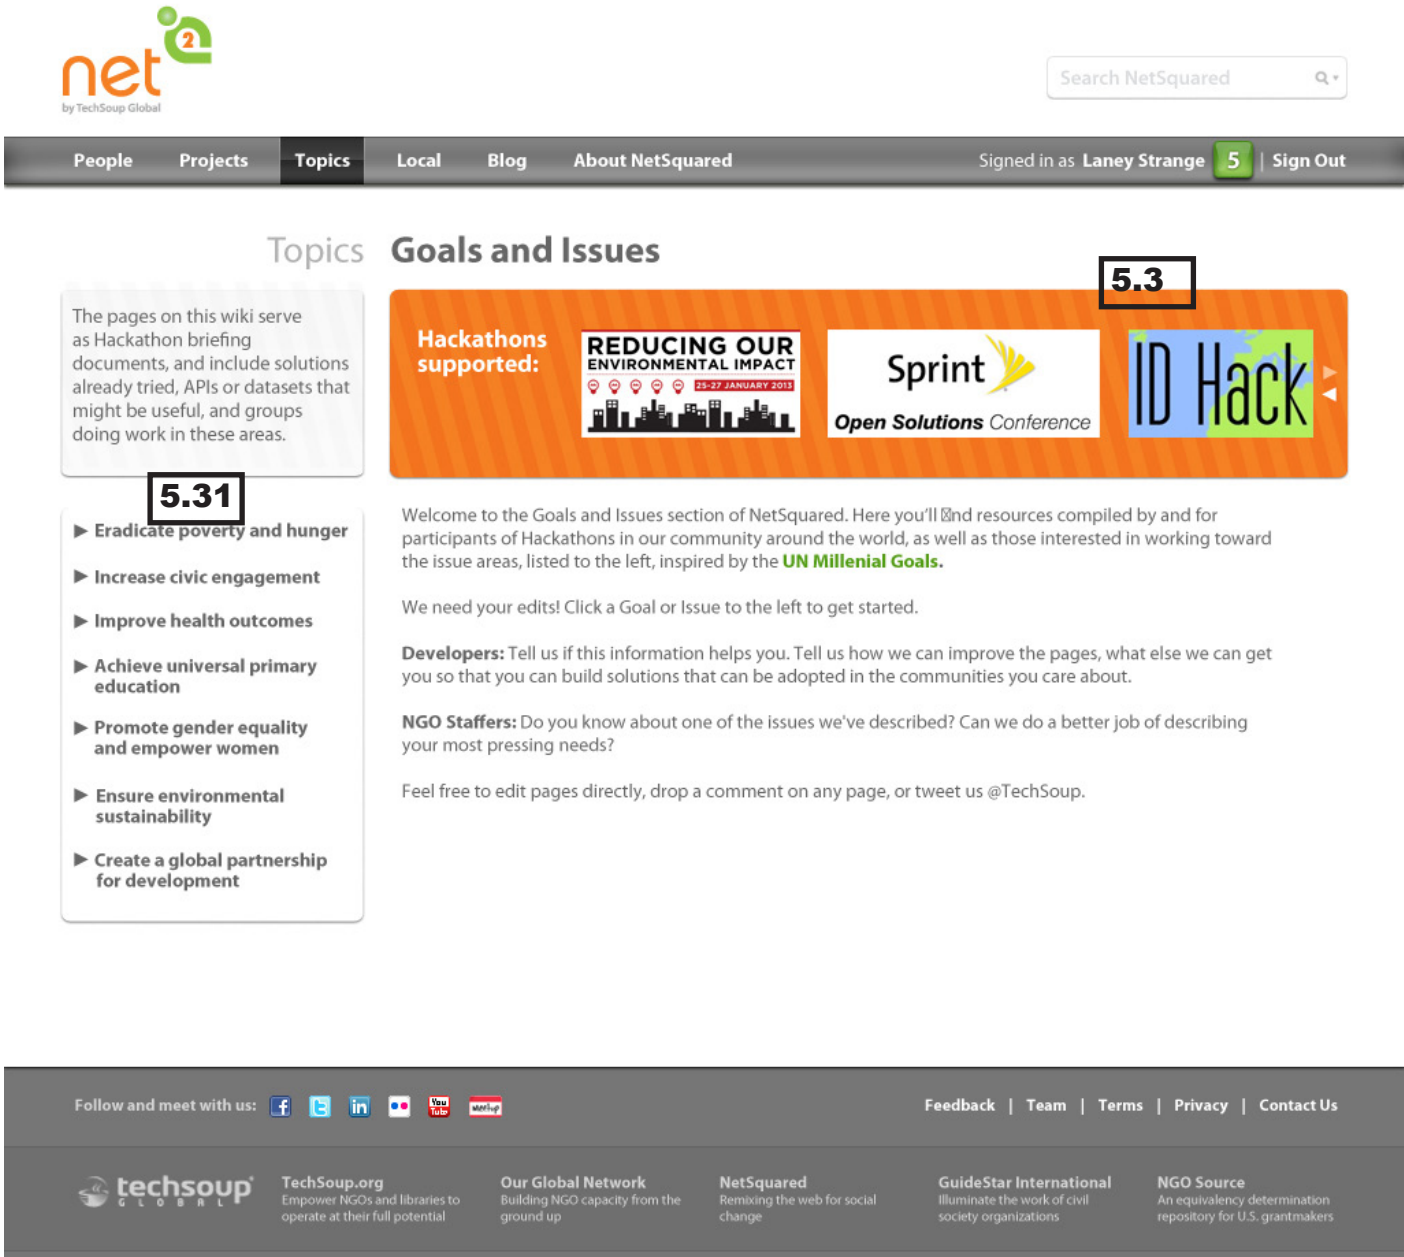 net2
by TechSoup Global
Search NetSquared
People Projects Topics Local Blog About NetSquared Signed in as Laney Strange 5 | Sign Out
Topics Goals and Issues
The pages on this wiki serve
as Hackathon briefing
documents, and include solutions
already tried, APIs or datasets that
might be useful, and groups
doing work in these areas.
5.3
Hackathons
supported:
REDUCING OUR
ENVIRONMENTAL IMPACT
25-27 JANUARY 2013
Sprint
Open Solutions Conference
ID Hack
5.31
▶ Eradicate poverty and hunger
▶ Increase civic engagement
▶ Improve health outcomes
▶ Achieve universal primary
education
▶ Promote gender equality
and empower women
▶ Ensure environmental
sustainability
▶ Create a global partnership
for development
Welcome to the Goals and Issues section of NetSquared. Here you'll nd resources compiled by and for
participants of Hackathons in our community around the world, as well as those interested in working toward
the issue areas, listed to the left, inspired by the UN Millenial Goals.
We need your edits! Click a Goal or Issue to the left to get started.
Developers: Tell us if this information helps you. Tell us how we can improve the pages, what else we can get
you so that you can build solutions that can be adopted in the communities you care about.
NGO Staffers: Do you know about one of the issues we've described? Can we do a better job of describing
your most pressing needs?
Feel free to edit pages directly, drop a comment on any page, or tweet us @TechSoup.
Follow and meet with us: f t in You Tube Meetup
Feedback | Team | Terms | Privacy | Contact Us
techsoup
GLOBAL
TechSoup.org
Empower NGOs and libraries to
operate at their full potential
Our Global Network
Building NGO capacity from the
ground up
NetSquared
Remixing the web for social
change
GuideStar International
Illuminate the work of civil
society organizations
NGO Source
An equivalency determination
repository for U.S. grantmakers